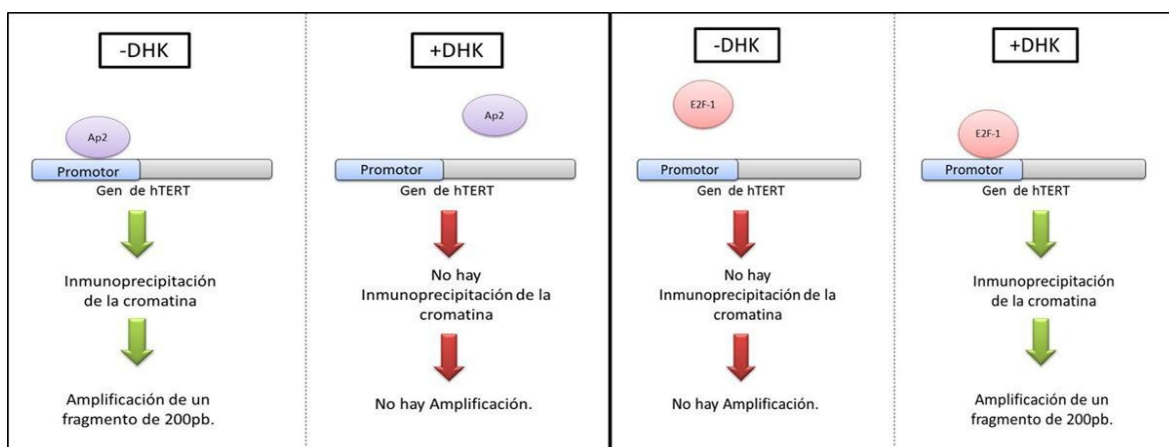 -DHK
Ap2
Promotor
Gen de hTERT
Inmunoprecipitación
de la cromatina
Amplificación de un
fragmento de 200pb.
+DHK
Ap2
Promotor
Gen de hTERT
No hay
Inmunoprecipitación de la
cromatina
No hay Amplificación.
-DHK
E2F-1
Promotor
Gen de hTERT
No hay
Inmunoprecipitación de la
cromatina
No hay Amplificación.
+DHK
E2F-1
Promotor
Gen de hTERT
Inmunoprecipitación
de la cromatina
Amplificación de un
fragmento de 200pb.